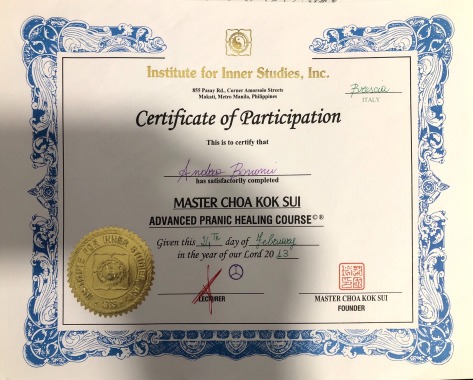 Institute for Inner Studies, Inc.
855 Pasay Rd., Corner Amorsolo Streets
Makati, Metro Manila, Philippines
Brescia
ITALY
Certificate of Participation
This is to certify that
Andrea
has satisfactorily completed
MASTER CHOA KOK SUI
ADVANCED PRANIC HEALING COURSE©®
Given this 24TH day of February
in the year of our Lord 2013
LECTURER
MASTER CHOA KOK SUI
FOUNDER